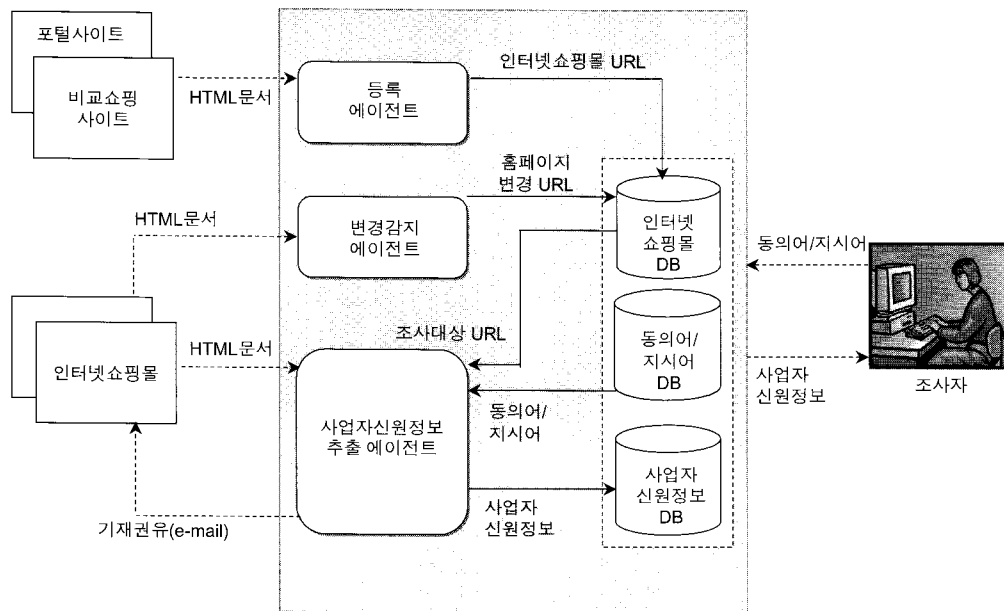 포털사이트
비교쇼핑
사이트
HTML문서
등록
에이전트
인터넷쇼핑몰 URL
홈페이지
변경 URL
HTML문서
변경감지
에이전트
인터넷
쇼핑몰
DB
동의어/지시어
조사대상 URL
동의어/
지시어
DB
인터넷쇼핑몰
HTML문서
사업자신원정보
추출 에이전트
동의어/
지시어
사업자
신원정보
조사자
사업자
신원정보
DB
사업자
신원정보
기재권유(e-mail)